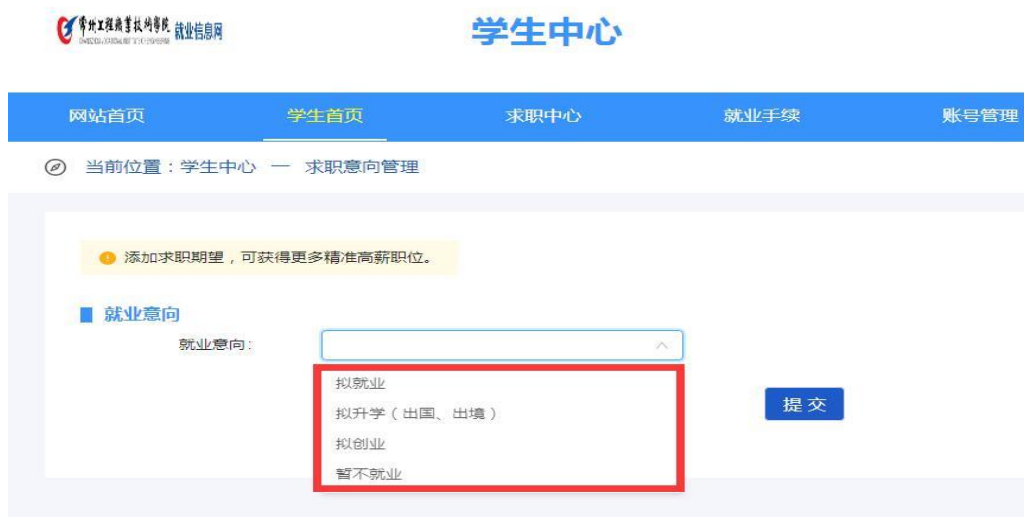 常州工程职业技术学院 就业信息网
学生中心
网站首页 学生首页 求职中心 就业手续 账号管理
当前位置：学生中心 — 求职意向管理
添加求职期望，可获得更多精准高薪职位。
就业意向
就业意向:
拟就业
拟升学（出国、出境）
提交
拟创业
暂不就业